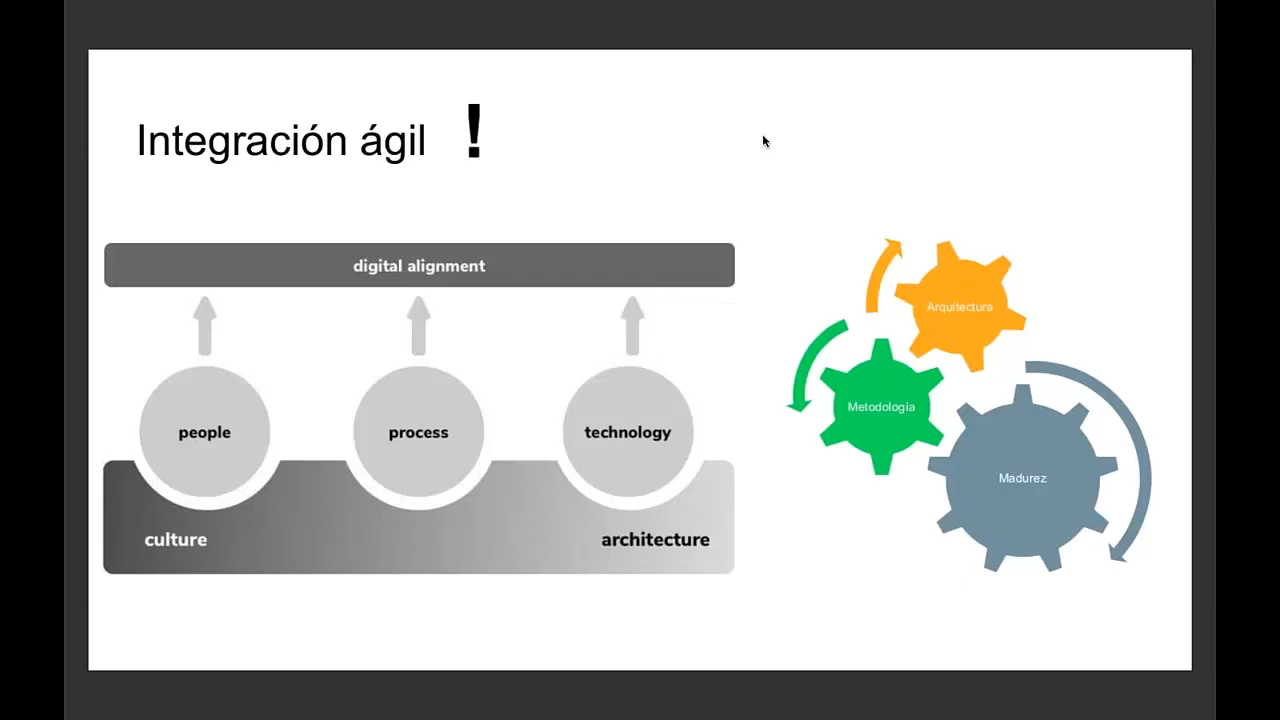 Integración ágil !
digital alignment
people
process
technology
culture
architecture
Arquitectura
Metodología
Madurez